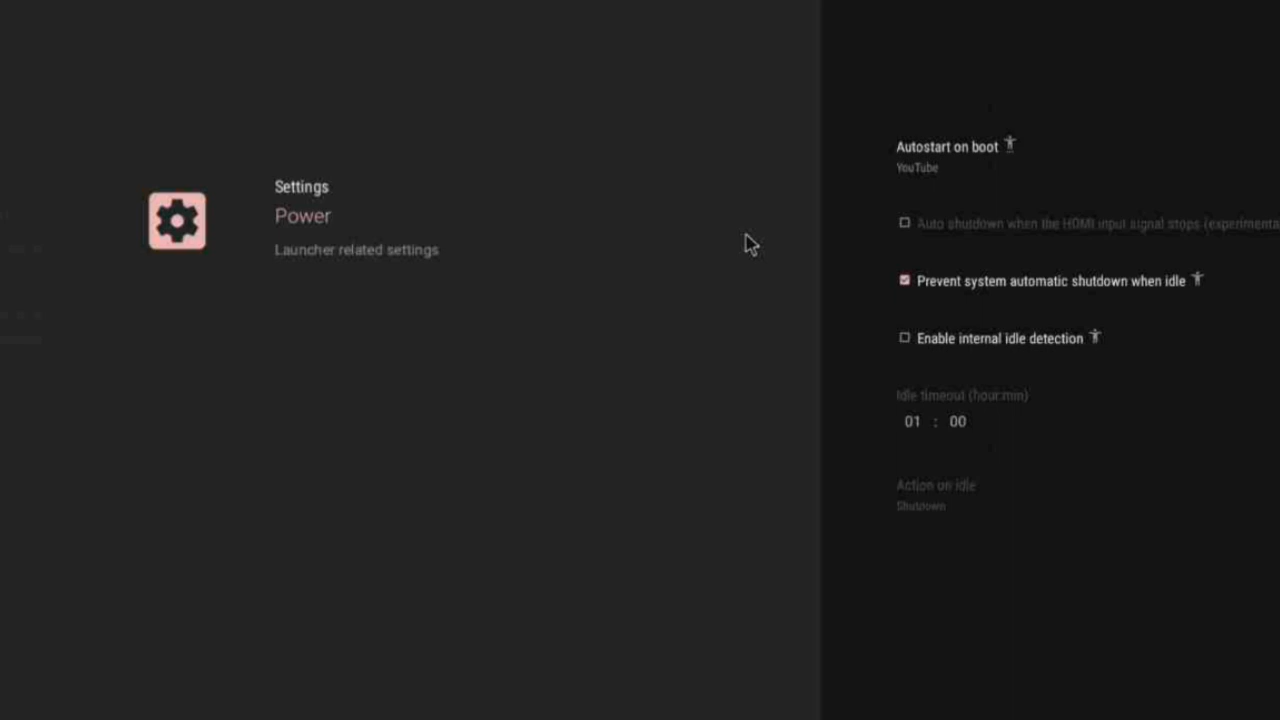 Settings
Power
Launcher related settings
Autostart on boot
YouTube
Auto shutdown when the HDMI input signal stops
Prevent system automatic shutdown when idle
Enable internal idle detection
Idle timeout (hour:min)
01 : 00
Action on idle
Shutdown